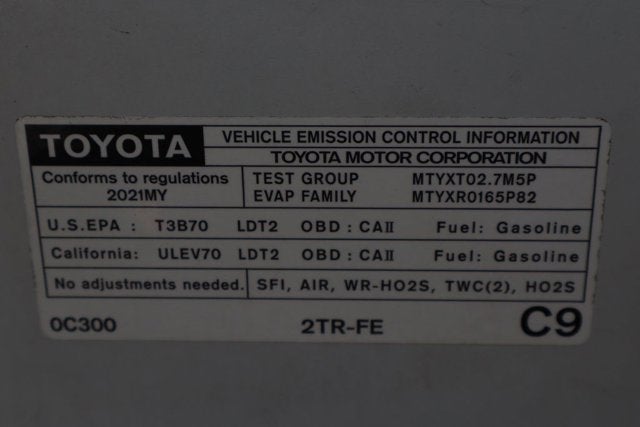 TOYOTA
VEHICLE EMISSION CONTROL INFORMATION
TOYOTA MOTOR CORPORATION
Conforms to regulations
2021MY
TEST GROUP MTYXT02.7M5P
EVAP FAMILY MTYXR0165P82
U.S.EPA : T3B70 LDT2 OBD : CAII Fuel: Gasoline
California: ULEV70 LDT2 OBD : CAII Fuel: Gasoline
No adjustments needed. SFI, AIR, WR-HO2S, TWC(2), HO2S
0C300 2TR-FE C9